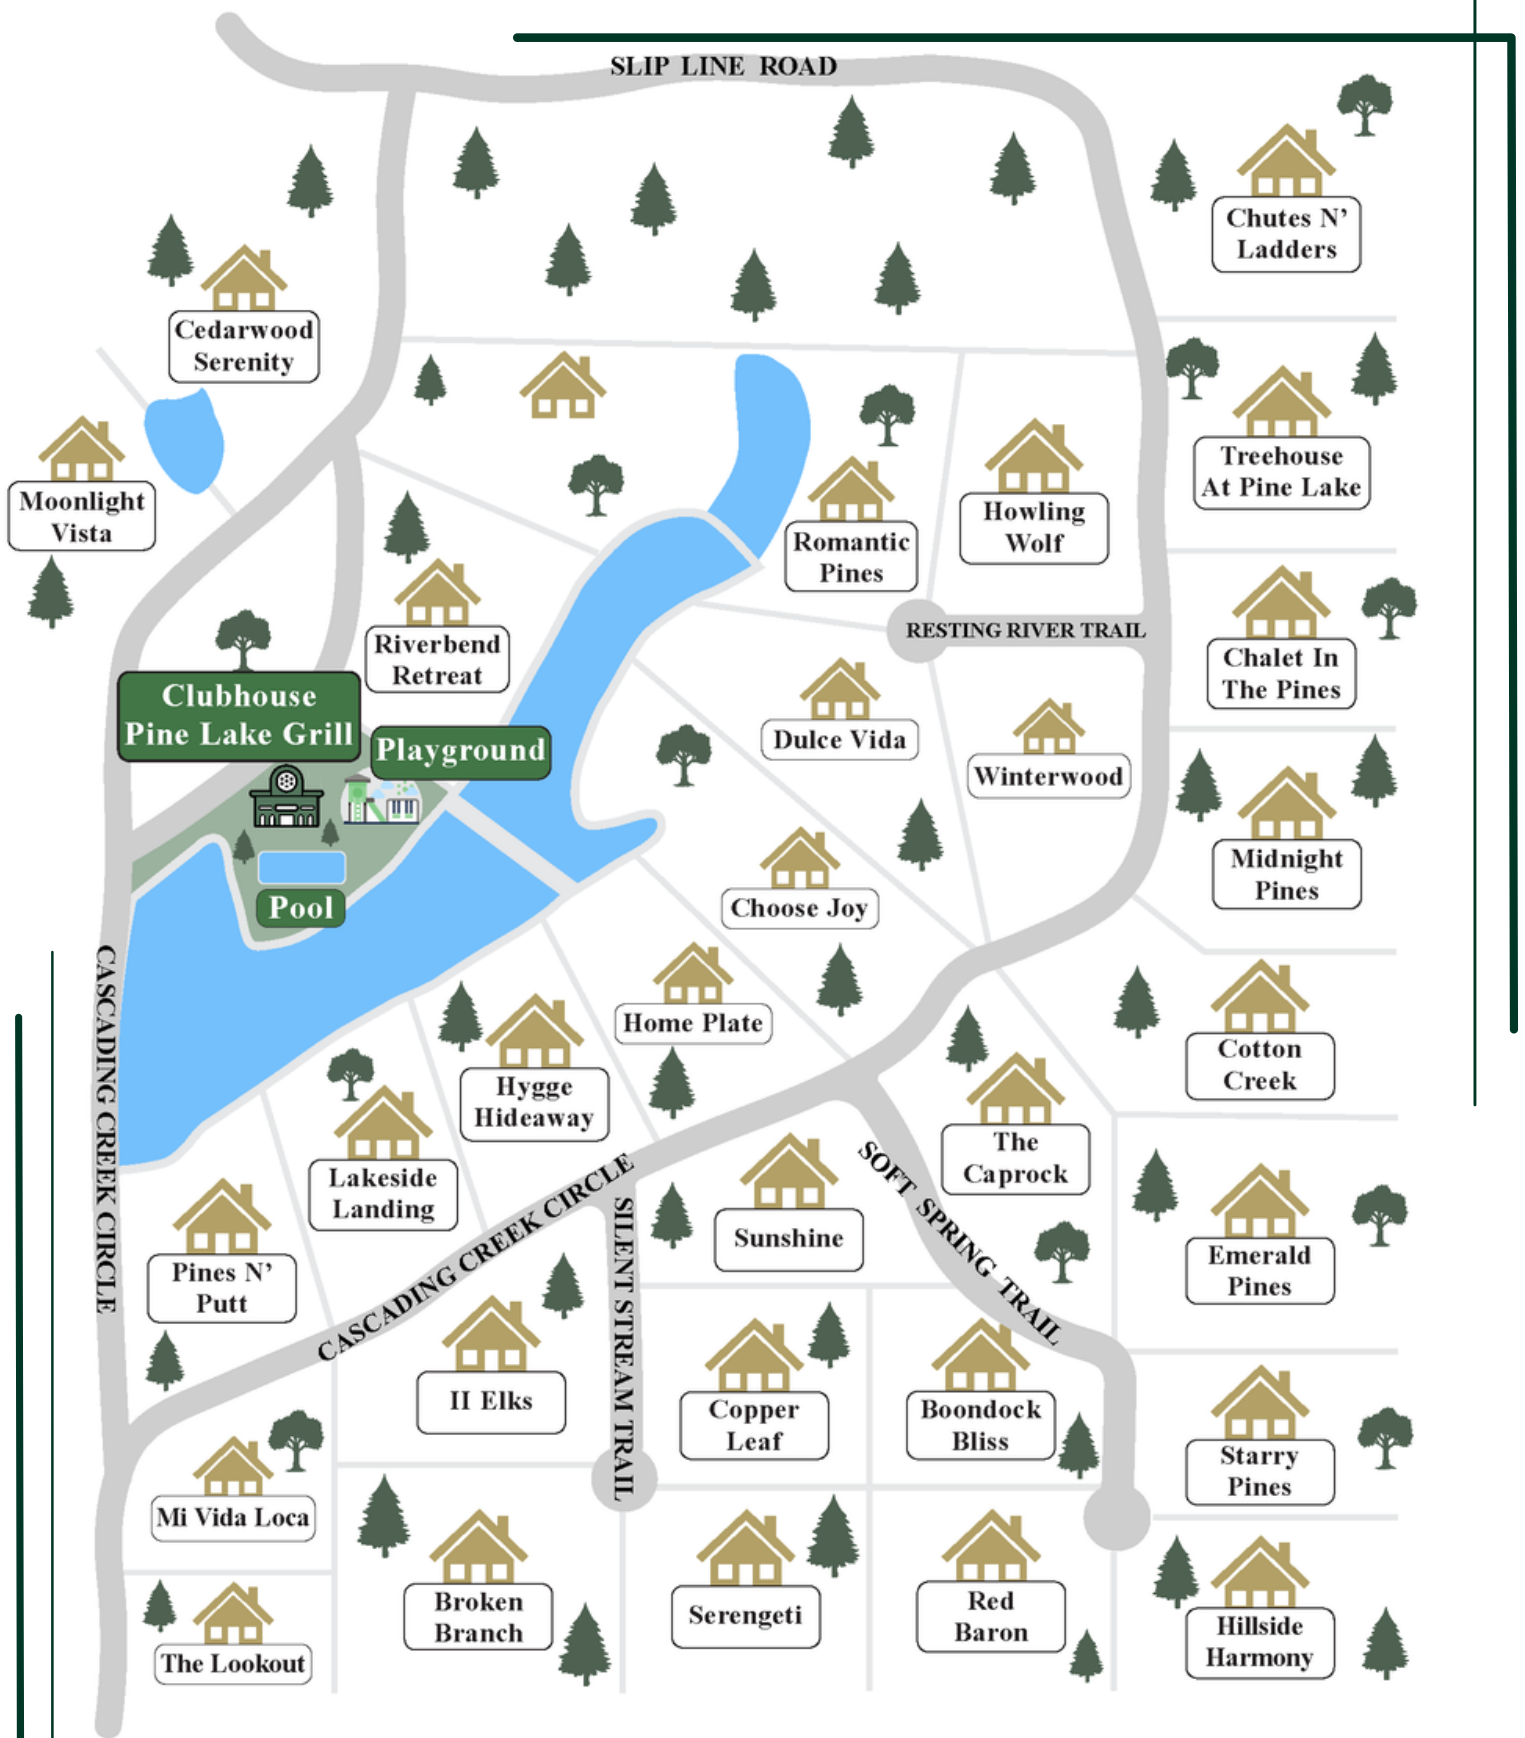 SLIP LINE ROAD
Chutes N'
Ladders
Cedarwood
Serenity
Treehouse
At Pine Lake
Moonlight
Vista
Howling
Wolf
Romantic
Pines
RESTING RIVER TRAIL
Riverbend
Retreat
Chalet In
The Pines
Clubhouse
Pine Lake Grill
Playground
Dulce Vida
Winterwood
Midnight
Pines
Pool
Choose Joy
Home Plate
Cotton
Creek
CASCADING CREEK CIRCLE
Hygge
Hideaway
The
Caprock
Lakeside
Landing
Sunshine
SOFT SPRING TRAIL
Emerald
Pines
Pines N'
Putt
CASCADING CREEK CIRCLE
SILENT STREAM TRAIL
II Elks
Copper
Leaf
Boondock
Bliss
Starry
Pines
Mi Vida Loca
Broken
Branch
Serengeti
Red
Baron
Hillside
Harmony
The Lookout